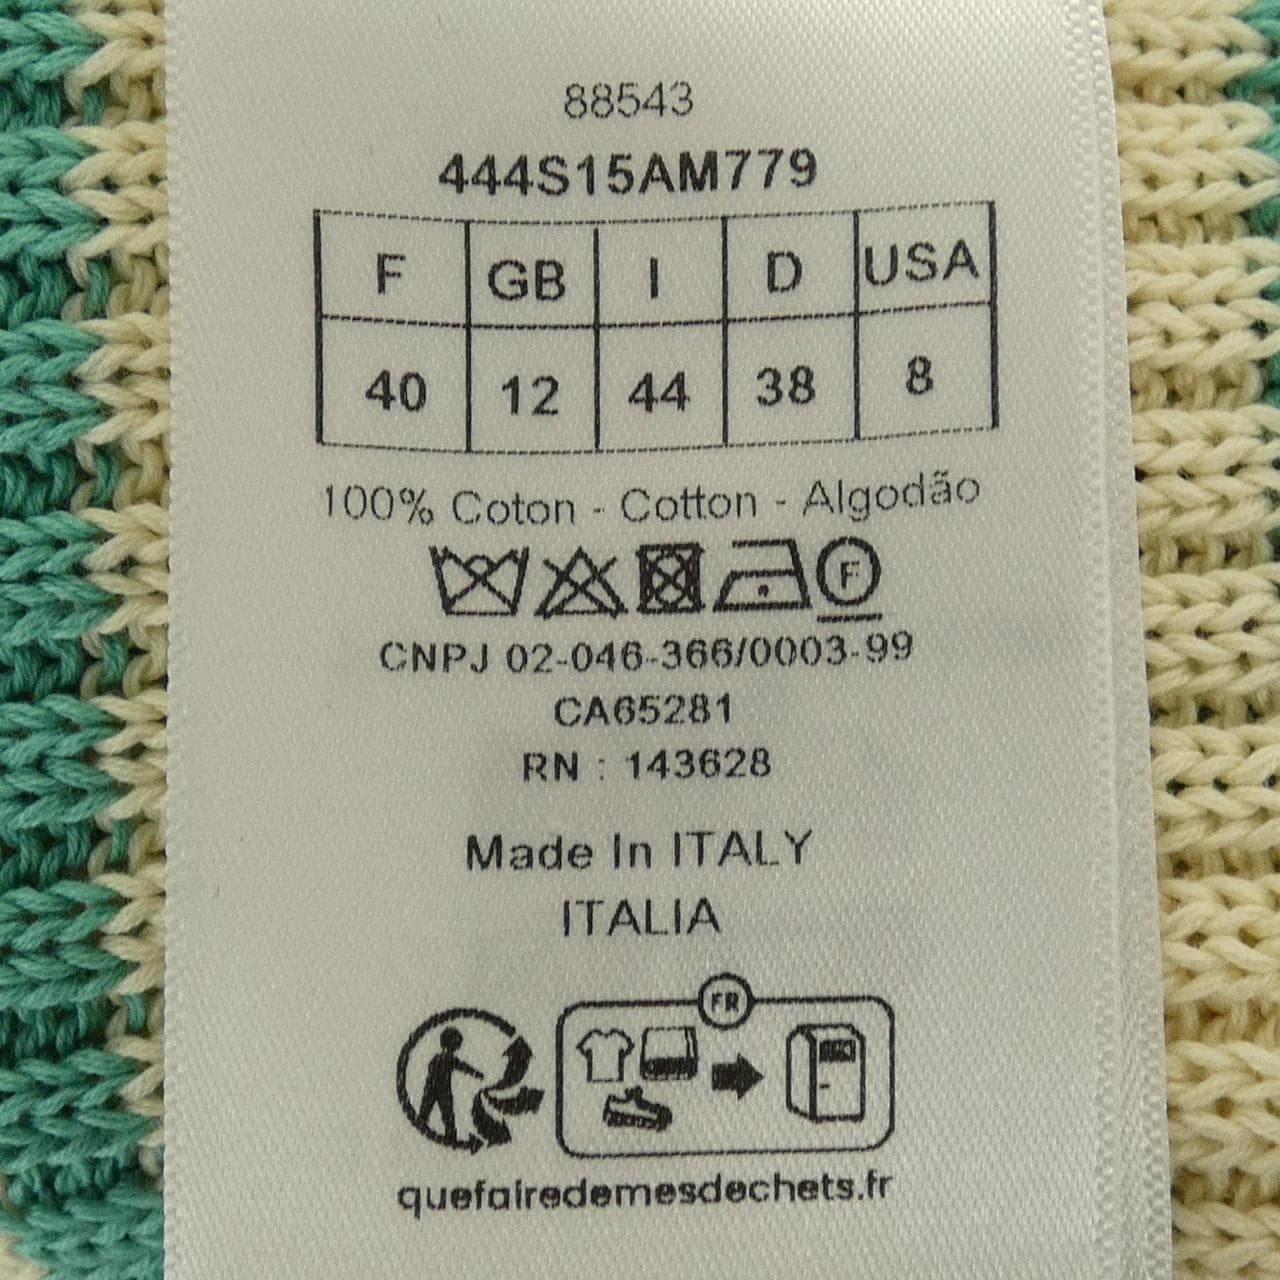 88543
444S15AM779
F GB I D USA
40 12 44 38 8
100% Coton - Cotton - Algodão
F
CNPJ 02-046-366/0003-99
CA65281
RN : 143628
Made In ITALY
ITALIA
FR
quefairedemesdechets.fr